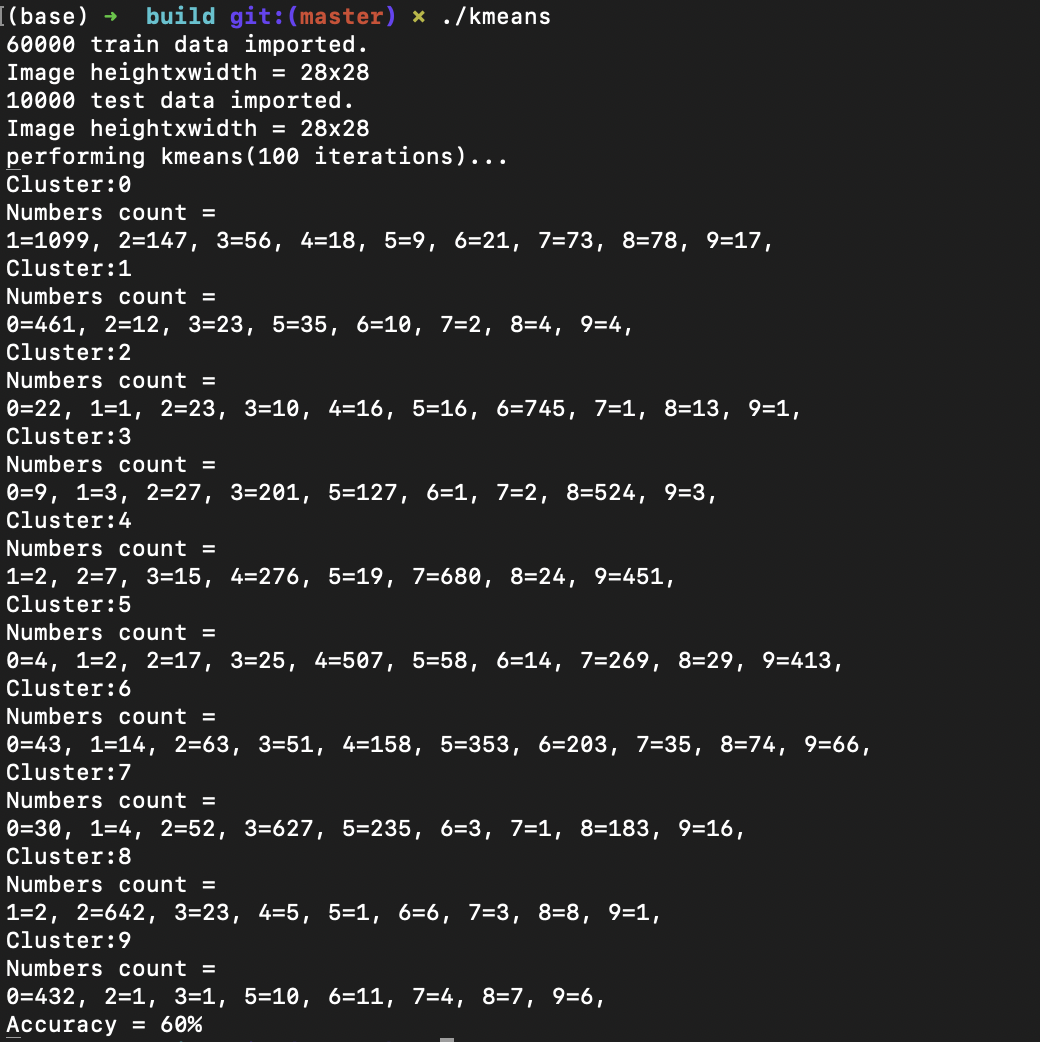 (base) ➜ build git:(master) × ./kmeans
60000 train data imported.
Image heightxwidth = 28x28
10000 test data imported.
Image heightxwidth = 28x28
performing kmeans(100 iterations)...
Cluster:0
Numbers count =
1=1099, 2=147, 3=56, 4=18, 5=9, 6=21, 7=73, 8=78, 9=17,
Cluster:1
Numbers count =
0=461, 2=12, 3=23, 5=35, 6=10, 7=2, 8=4, 9=4,
Cluster:2
Numbers count =
0=22, 1=1, 2=23, 3=10, 4=16, 5=16, 6=745, 7=1, 8=13, 9=1,
Cluster:3
Numbers count =
0=9, 1=3, 2=27, 3=201, 5=127, 6=1, 7=2, 8=524, 9=3,
Cluster:4
Numbers count =
1=2, 2=7, 3=15, 4=276, 5=19, 7=680, 8=24, 9=451,
Cluster:5
Numbers count =
0=4, 1=2, 2=17, 3=25, 4=507, 5=58, 6=14, 7=269, 8=29, 9=413,
Cluster:6
Numbers count =
0=43, 1=14, 2=63, 3=51, 4=158, 5=353, 6=203, 7=35, 8=74, 9=66,
Cluster:7
Numbers count =
0=30, 1=4, 2=52, 3=627, 5=235, 6=3, 7=1, 8=183, 9=16,
Cluster:8
Numbers count =
1=2, 2=642, 3=23, 4=5, 5=1, 6=6, 7=3, 8=8, 9=1,
Cluster:9
Numbers count =
0=432, 2=1, 3=1, 5=10, 6=11, 7=4, 8=7, 9=6,
Accuracy = 60%